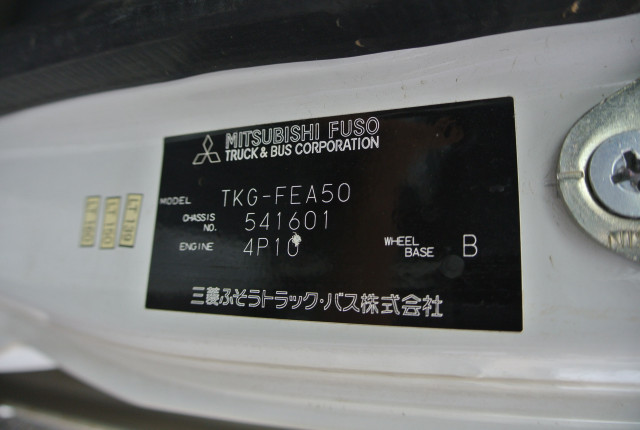 MITSUBISHI FUSO
TRUCK & BUS CORPORATION
MODEL TKG-FEA50
CHASSIS NO. 541601
ENGINE 4P10
WHEEL BASE B
三菱ふそうトラック・バス株式会社